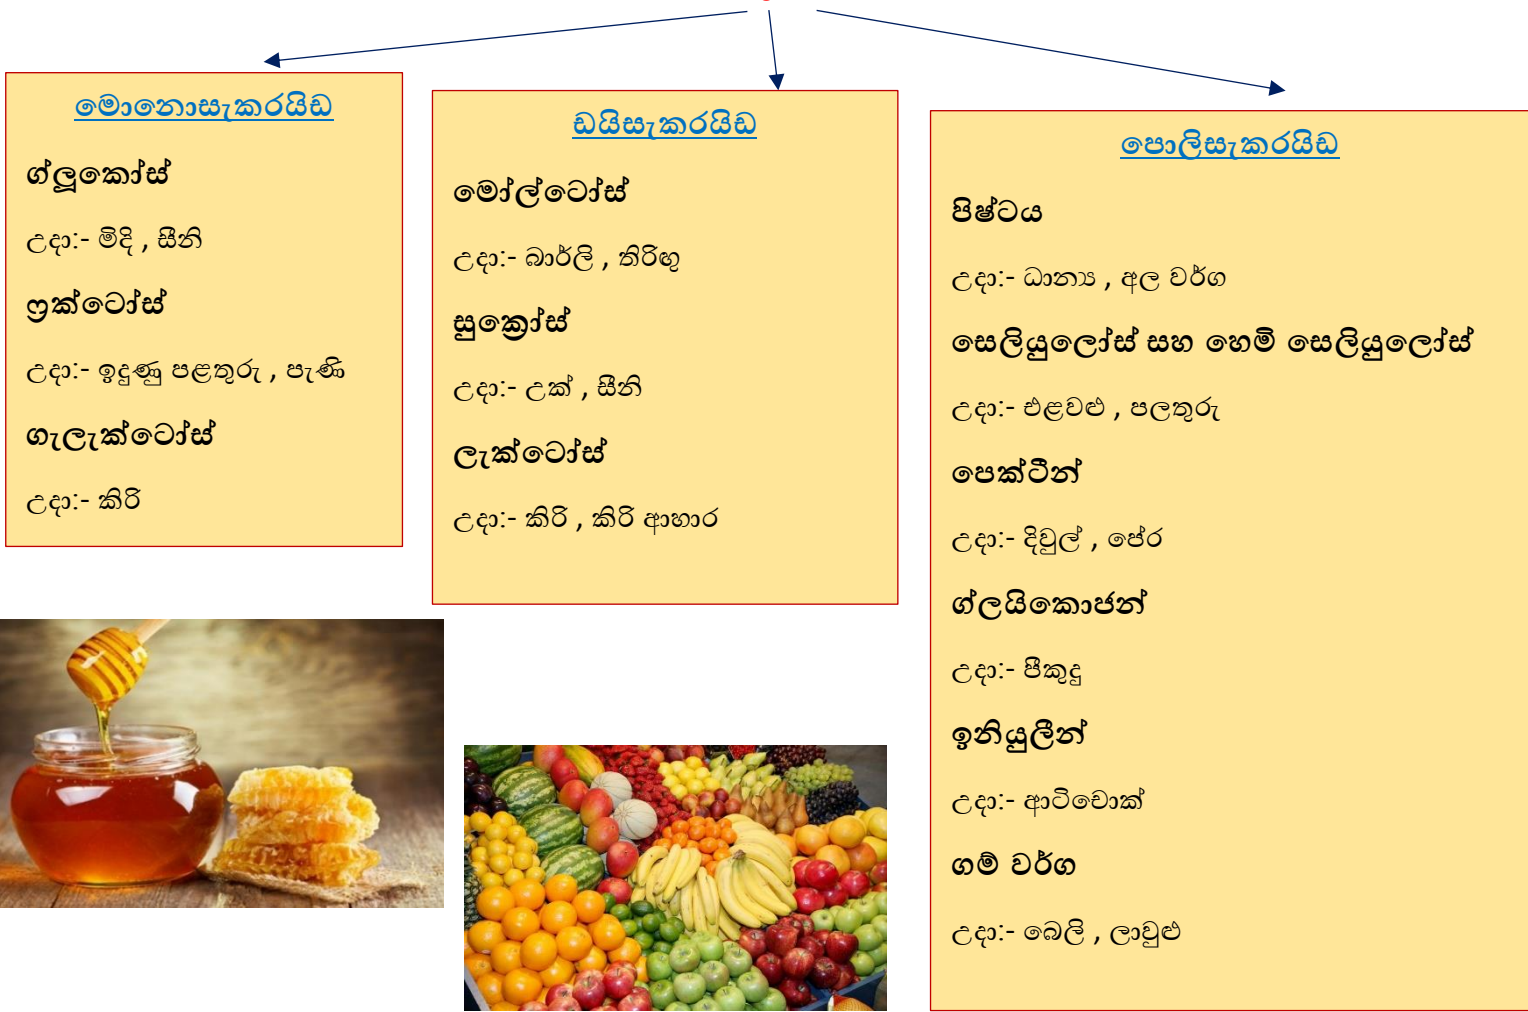 මොනොසැකරයිඩ
ග්ලූකෝස්
උදා:- මිදි , සීනි
ෆ්‍රක්ටෝස්
උදා:- ඉදුණු පළතුරු , පැණි
ගැලැක්ටෝස්
උදා:- කිරි
ඩයිසැකරයිඩ
මෝල්ටෝස්
උදා:- බාර්ලි , තිරිඟු
සුක්‍රෝස්
උදා:- උක් , සීනි
ලැක්ටෝස්
උදා:- කිරි , කිරි ආහාර
පොලිසැකරයිඩ
පිෂ්ටය
උදා:- ධාන්‍ය , අල වර්ග
සෙලියුලෝස් සහ හෙමි සෙලියුලෝස්
උදා:- එළවළු , පලතුරු
පෙක්ටීන්
උදා:- දිවුල් , පේර
ග්ලයිකොජන්
උදා:- පීකුදු
ඉනියුලීන්
උදා:- ආටිචොක්
ගම් වර්ග
උදා:- බෙලි , ලාවුළු